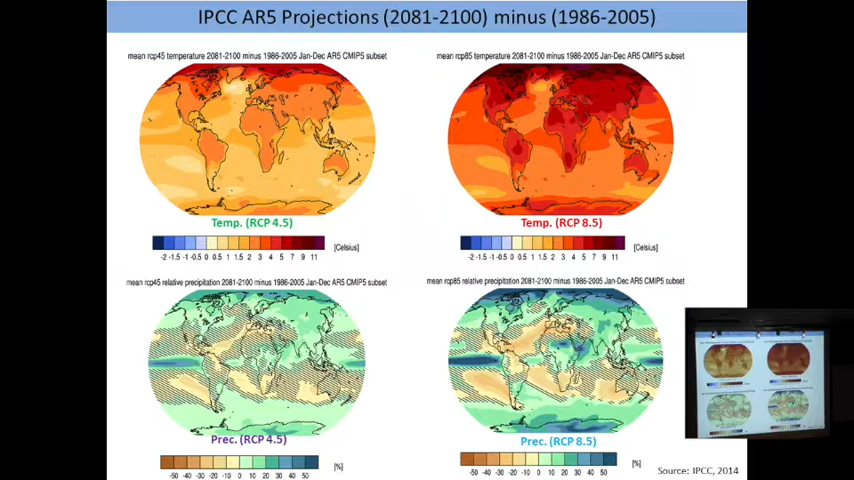 IPCC AR5 Projections (2081-2100) minus (1986-2005)
mean rcp45 temperature 2081-2100 minus 1986-2005 Jan-Dec AR5 CMIP5 subset
mean rcp85 temperature 2081-2100 minus 1986-2005 Jan-Dec AR5 CMIP5 subset
Temp. (RCP 4.5)
Temp. (RCP 8.5)
[Celsius]
-2 -1.5 -1 -0.5 0 0.5 1 1.5 2 3 4 5 7 9 11
[Celsius]
-2 -1.5 -1 -0.5 0 0.5 1 1.5 2 3 4 5 7 9 11
mean rcp45 relative precipitation 2081-2100 minus 1986-2005 Jan-Dec AR5 CMIP5 subset
mean rcp85 relative precipitation 2081-2100 minus 1986-2005 Jan-Dec AR5 CMIP5 subset
Prec. (RCP 4.5)
Prec. (RCP 8.5)
[%]
-50 -40 -30 -20 -10 0 10 20 30 40 50
[%]
-50 -40 -30 -20 -10 0 10 20 30 40 50
Source: IPCC, 2014